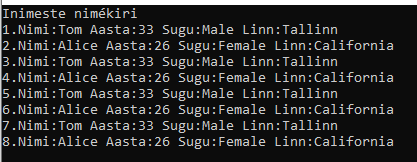 Inimeste nimékiri
1.Nimi:Tom Aasta:33 Sugu:Male Linn:Tallinn
2.Nimi:Alice Aasta:26 Sugu:Female Linn:California
3.Nimi:Tom Aasta:33 Sugu:Male Linn:Tallinn
4.Nimi:Alice Aasta:26 Sugu:Female Linn:California
5.Nimi:Tom Aasta:33 Sugu:Male Linn:Tallinn
6.Nimi:Alice Aasta:26 Sugu:Female Linn:California
7.Nimi:Tom Aasta:33 Sugu:Male Linn:Tallinn
8.Nimi:Alice Aasta:26 Sugu:Female Linn:California